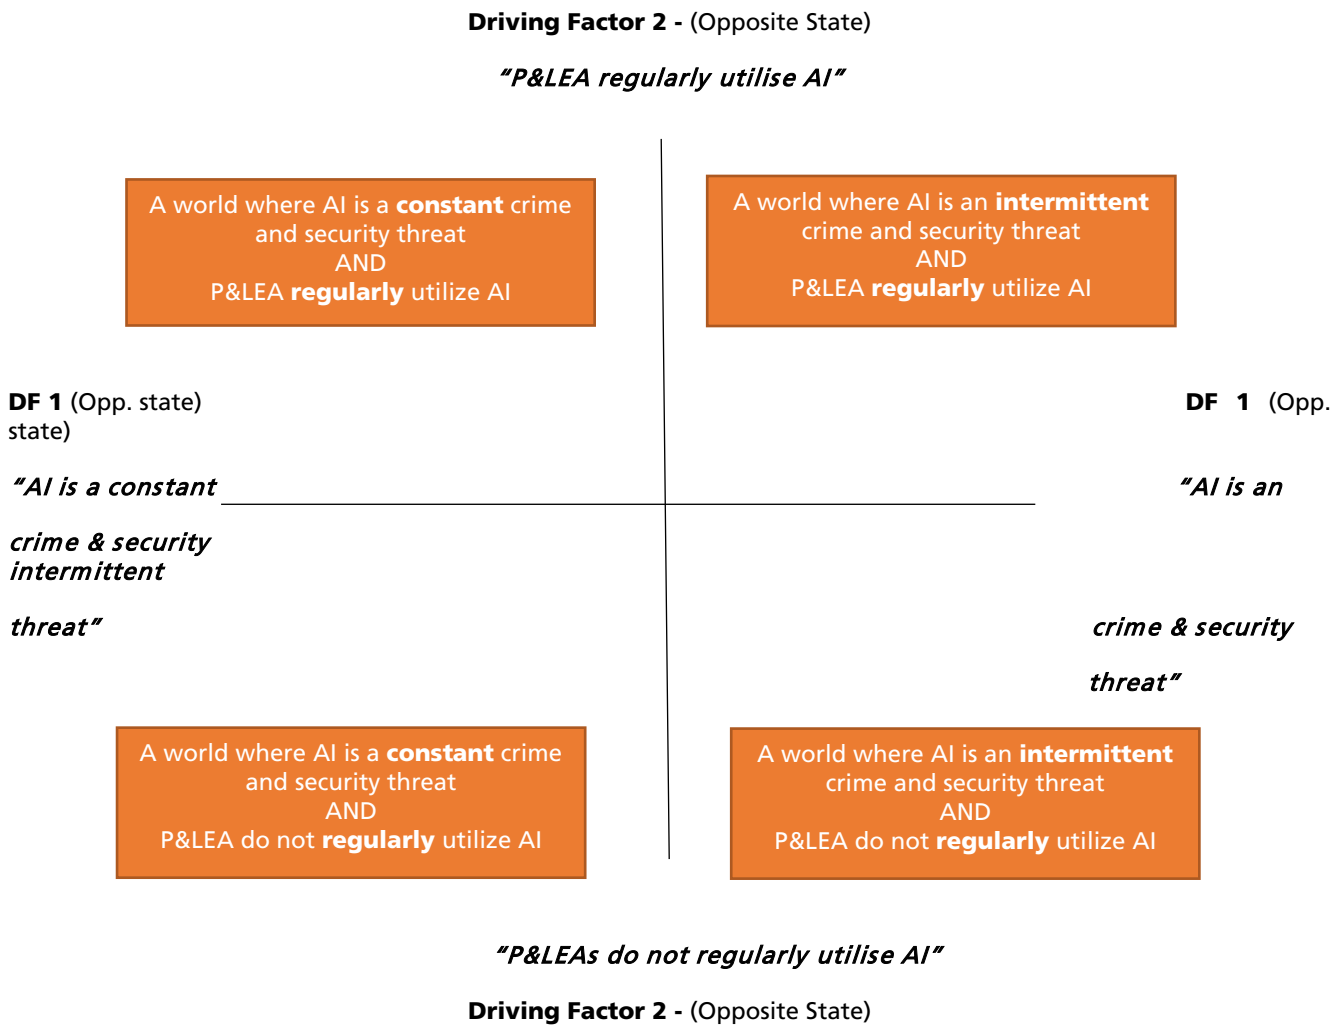 Driving Factor 2 - (Opposite State)
“P&LEA regularly utilise AI”
A world where AI is a constant crime
and security threat
AND
P&LEA regularly utilize AI
A world where AI is an intermittent
crime and security threat
AND
P&LEA regularly utilize AI
DF 1 (Opp. state) DF 1 (Opp.
state)
“AI is a constant “AI is an
crime & security
intermittent
threat” crime & security
threat”
A world where AI is a constant crime
and security threat
AND
P&LEA do not regularly utilize AI
A world where AI is an intermittent
crime and security threat
AND
P&LEA do not regularly utilize AI
“P&LEAs do not regularly utilise AI”
Driving Factor 2 - (Opposite State)